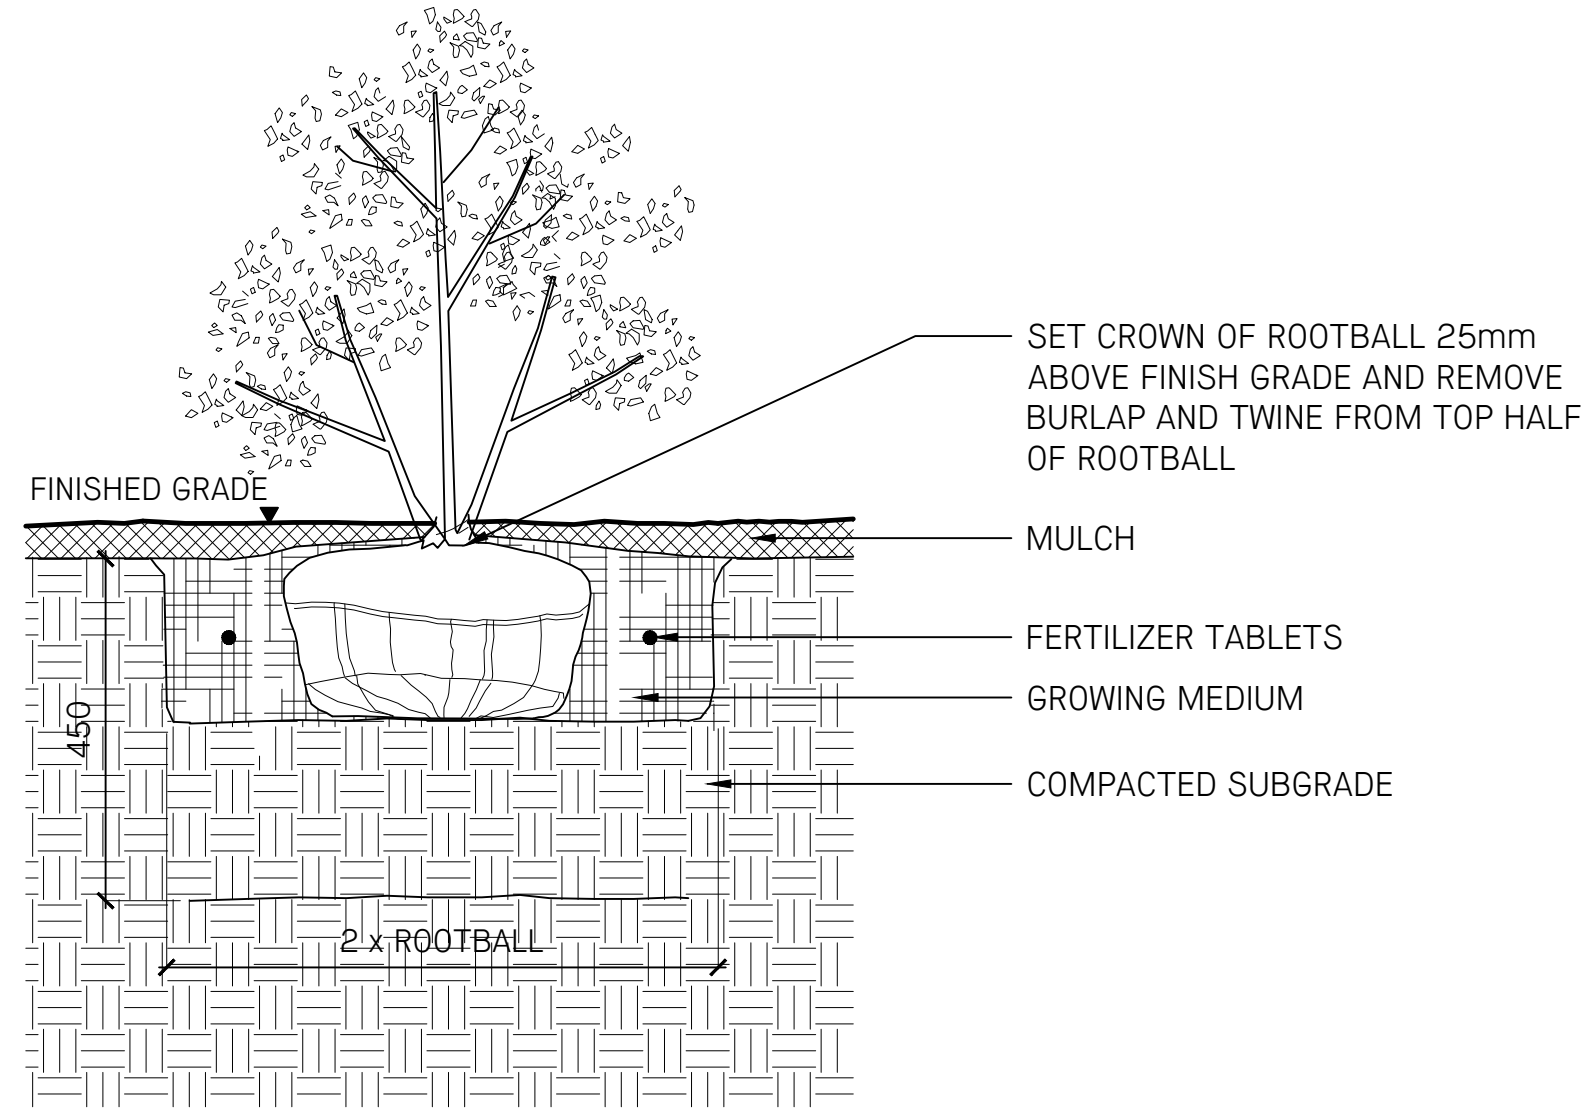 SET CROWN OF ROOTBALL 25mm
ABOVE FINISH GRADE AND REMOVE
BURLAP AND TWINE FROM TOP HALF
OF ROOTBALL
FINISHED GRADE
MULCH
FERTILIZER TABLETS
GROWING MEDIUM
450
COMPACTED SUBGRADE
2 x ROOTBALL